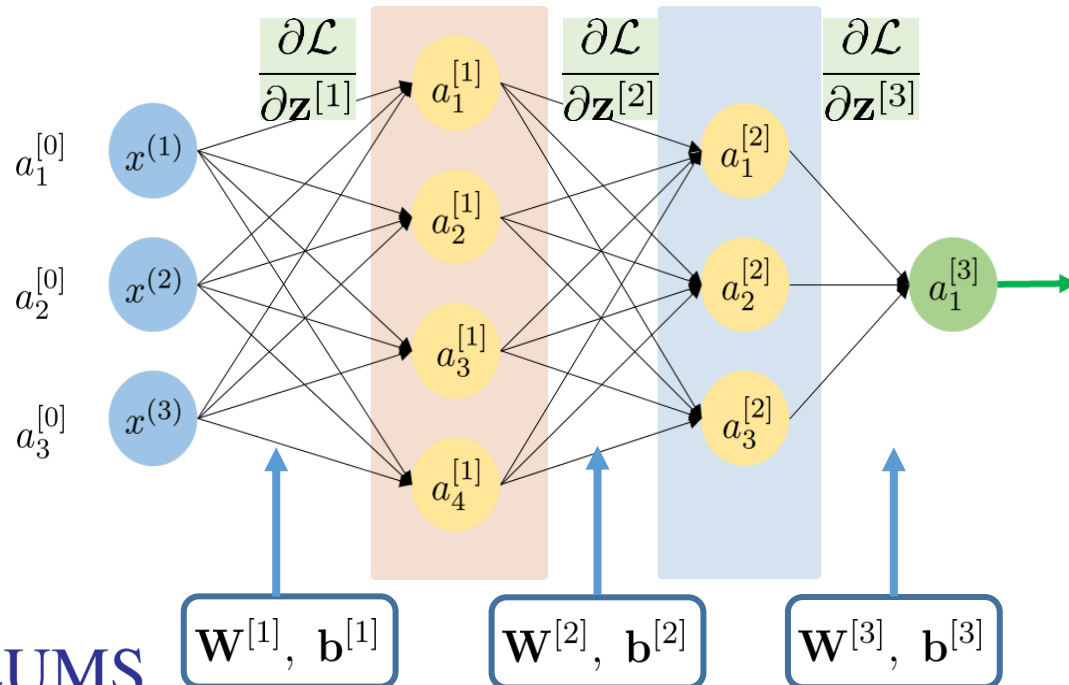 ∂ℒ/∂𝐳^{[1]} ∂ℒ/∂𝐳^{[2]} ∂ℒ/∂𝐳^{[3]}
a_1^{[0]} x^{(1)} a_1^{[1]} a_1^{[2]}
a_2^{[0]} x^{(2)} a_2^{[1]} a_2^{[2]} a_1^{[3]}
a_3^{[0]} x^{(3)} a_3^{[1]} a_3^{[2]}
a_4^{[1]}
𝐖^{[1]}, 𝐛^{[1]} 𝐖^{[2]}, 𝐛^{[2]} 𝐖^{[3]}, 𝐛^{[3]}
LUMS